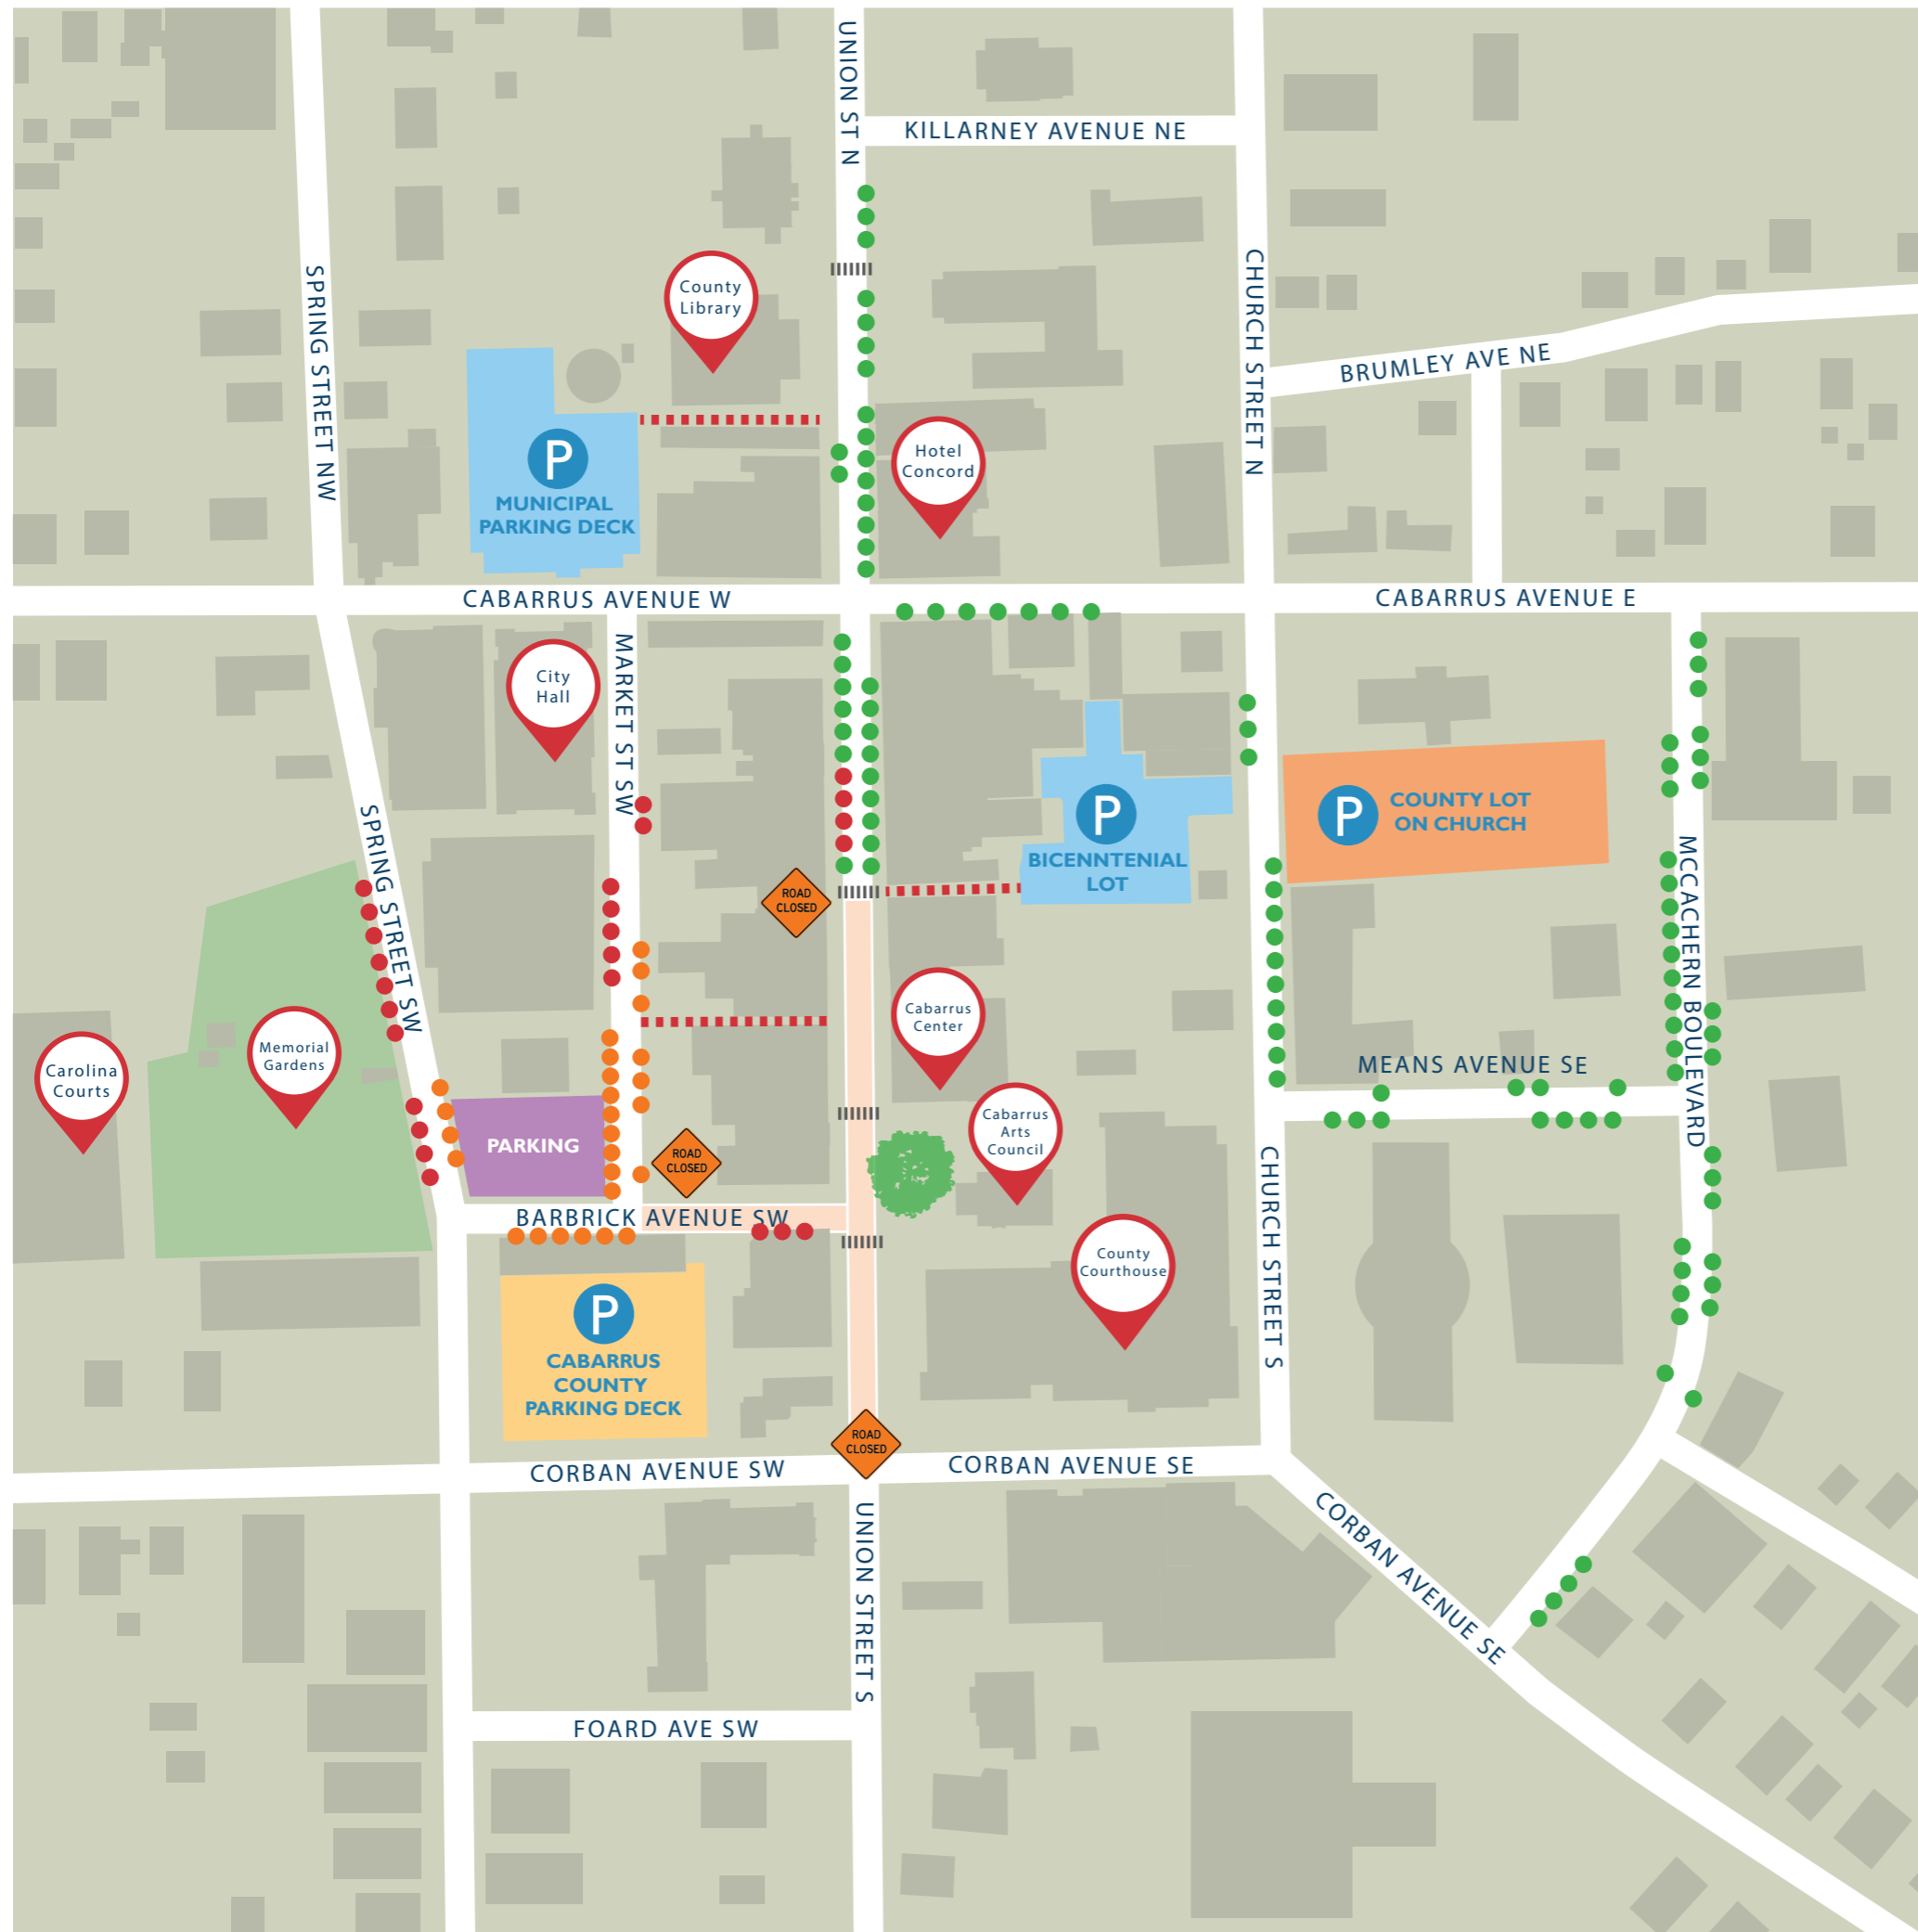 UNION ST N
KILLARNEY AVENUE NE
SPRING STREET NW
County
Library
CHURCH STREET N
BRUMLEY AVE NE
P
MUNICIPAL
PARKING DECK
Hotel
Concord
CABARRUS AVENUE W
CABARRUS AVENUE E
City
Hall
MARKET ST SW
P
BICENNTENIAL
LOT
P
COUNTY LOT
ON CHURCH
SPRING STREET SW
ROAD
CLOSED
MCCACHERN BOULEVARD
Carolina
Courts
Memorial
Gardens
Cabarrus
Center
MEANS AVENUE SE
PARKING
ROAD
CLOSED
Cabarrus
Arts
Council
BARBRICK AVENUE SW
County
Courthouse
CHURCH STREET S
P
CABARRUS
COUNTY
PARKING DECK
ROAD
CLOSED
CORBAN AVENUE SW
CORBAN AVENUE SE
CORBAN AVENUE SE
UNION STREET S
FOARD AVE SW